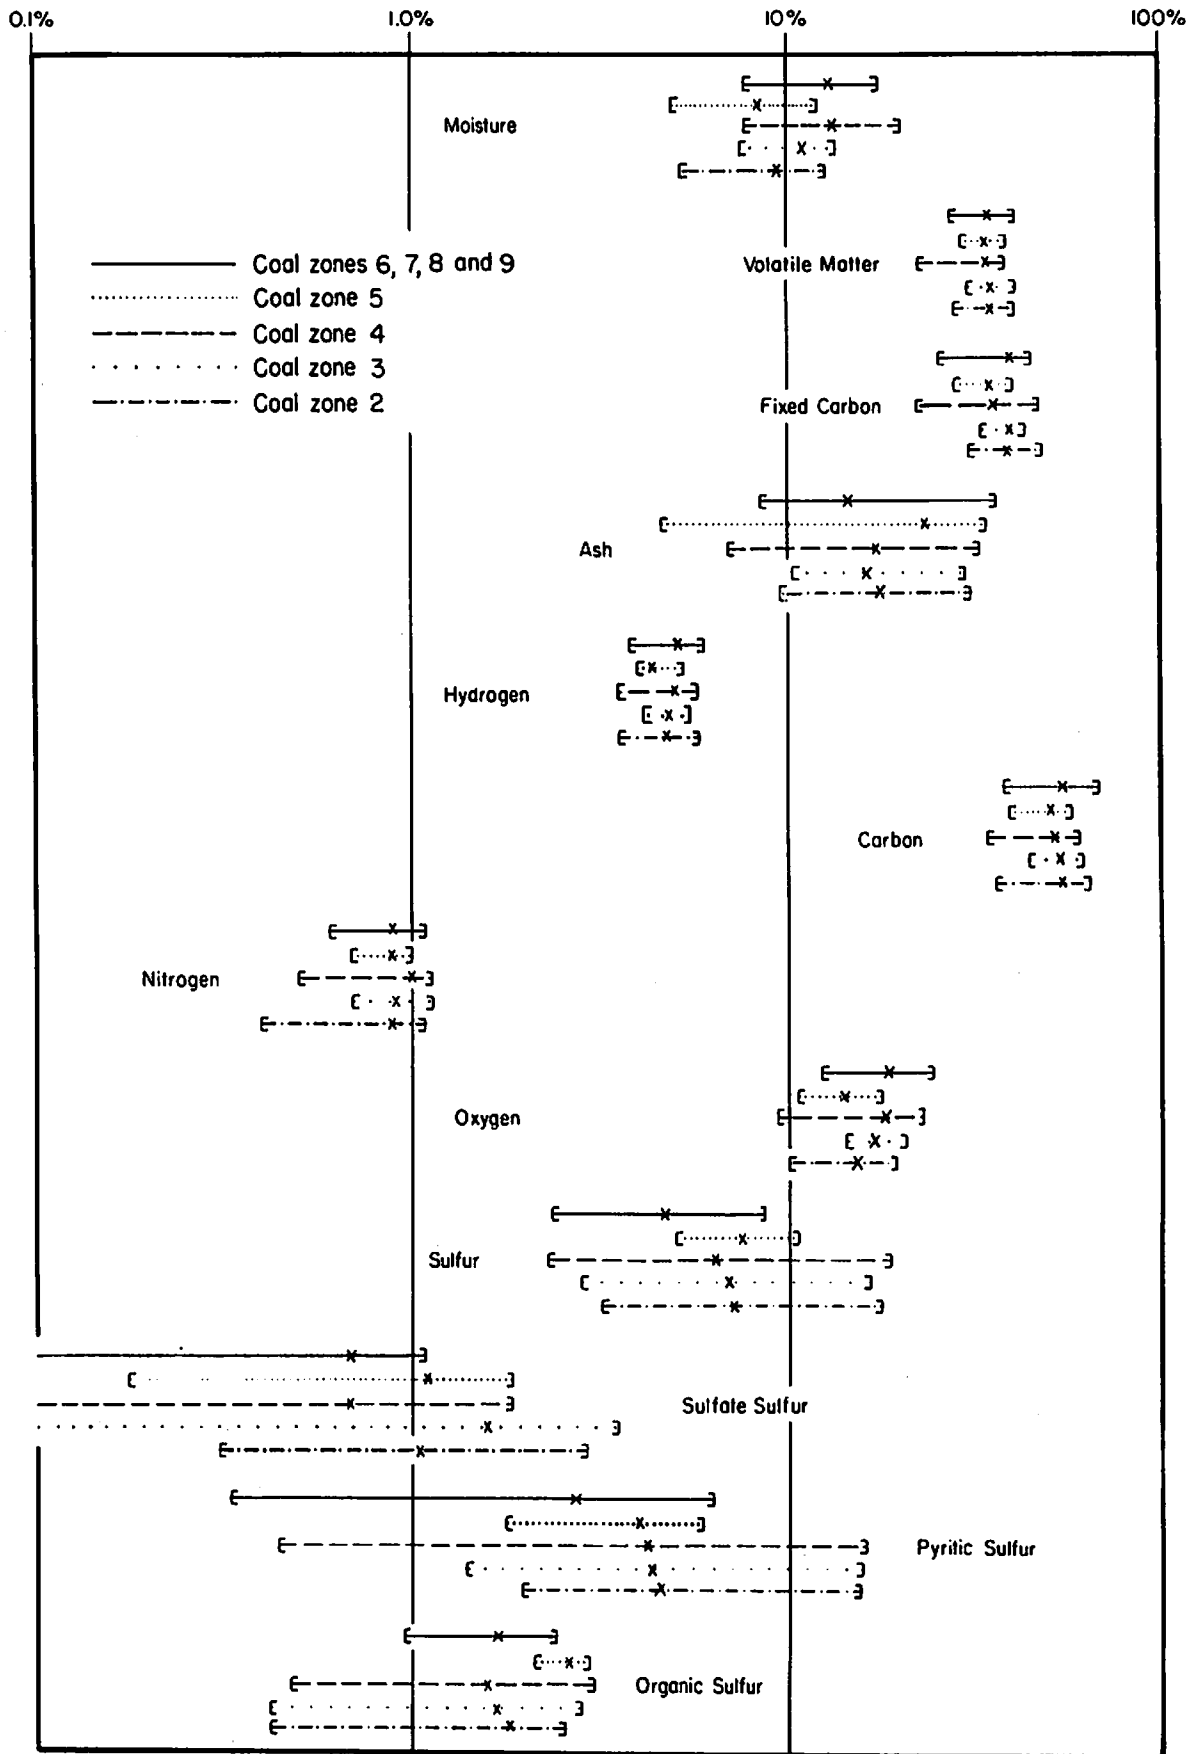 0.1% 1.0% 10% 100%
Moisture
Coal zones 6, 7, 8 and 9
Volatile Matter
Coal zone 5
Coal zone 4
Coal zone 3
Coal zone 2
Fixed Carbon
Ash
Hydrogen
Carbon
Nitrogen
Oxygen
Sulfur
Sulfate Sulfur
Pyritic Sulfur
Organic Sulfur